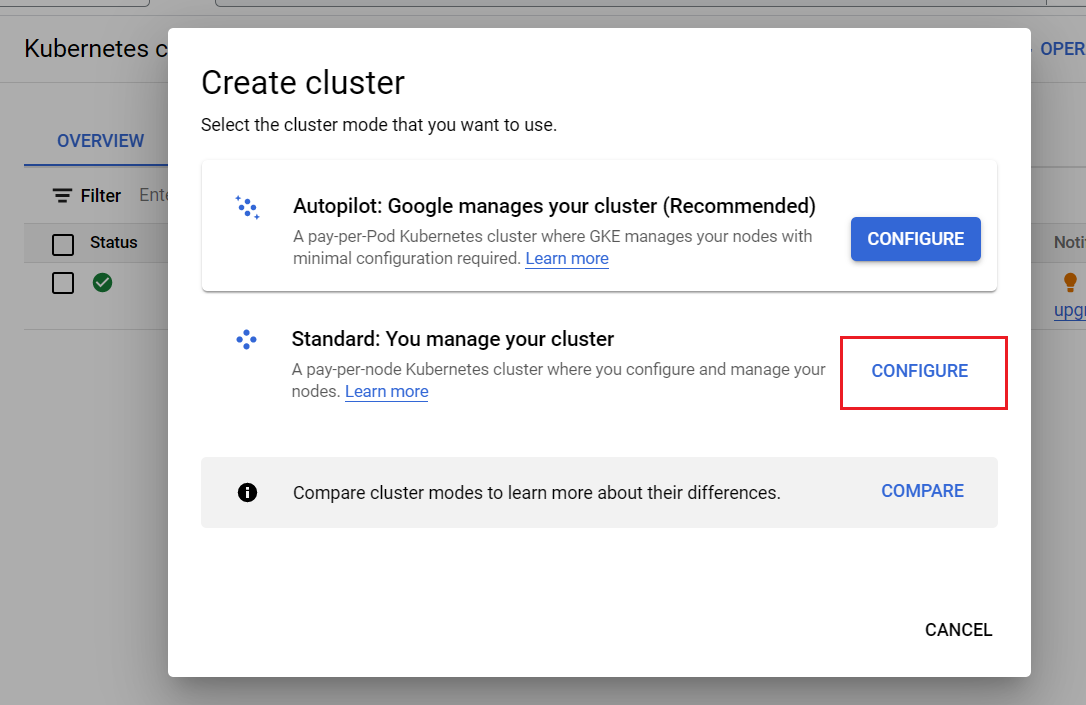 Kubernetes c
OPER
Create cluster
Select the cluster mode that you want to use.
OVERVIEW
Filter
Autopilot: Google manages your cluster (Recommended)
A pay-per-Pod Kubernetes cluster where GKE manages your nodes with
minimal configuration required. Learn more
CONFIGURE
Status
Noti
upgr
Standard: You manage your cluster
A pay-per-node Kubernetes cluster where you configure and manage your
nodes. Learn more
CONFIGURE
Compare cluster modes to learn more about their differences.
COMPARE
CANCEL